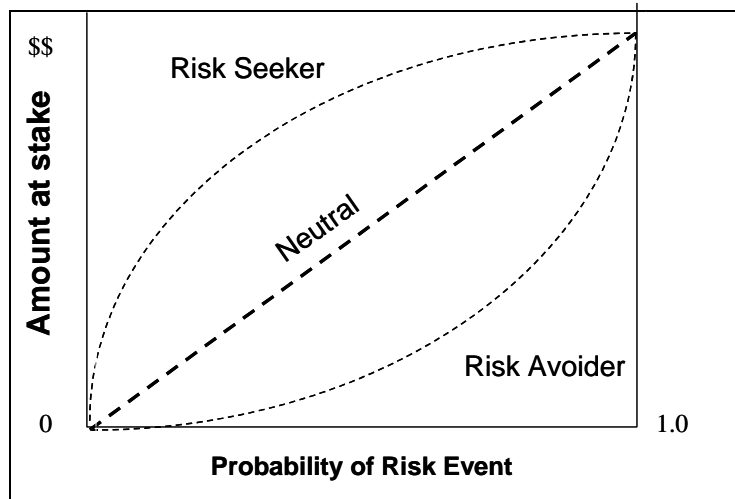 $$
Risk Seeker
Amount at stake
Neutral
Risk Avoider
0
1.0
Probability of Risk Event